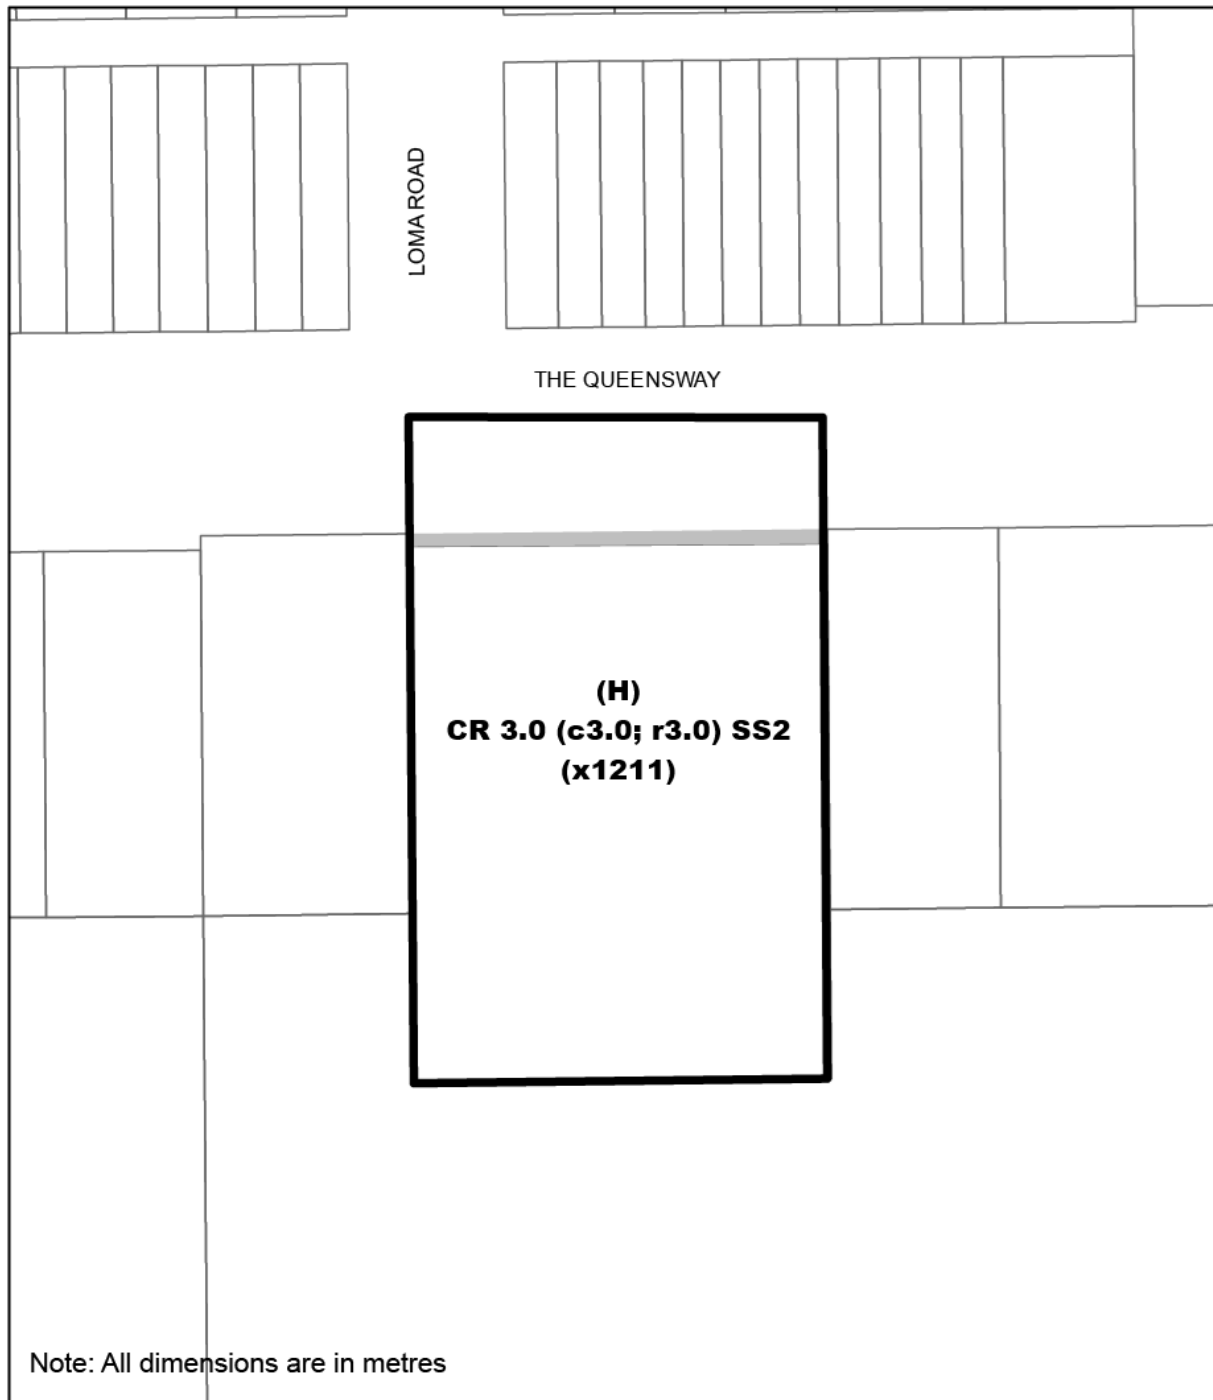 LOMA ROAD
THE QUEENSWAY
(H)
CR 3.0 (c3.0; r3.0) SS2
(x1211)
Note: All dimensions are in metres